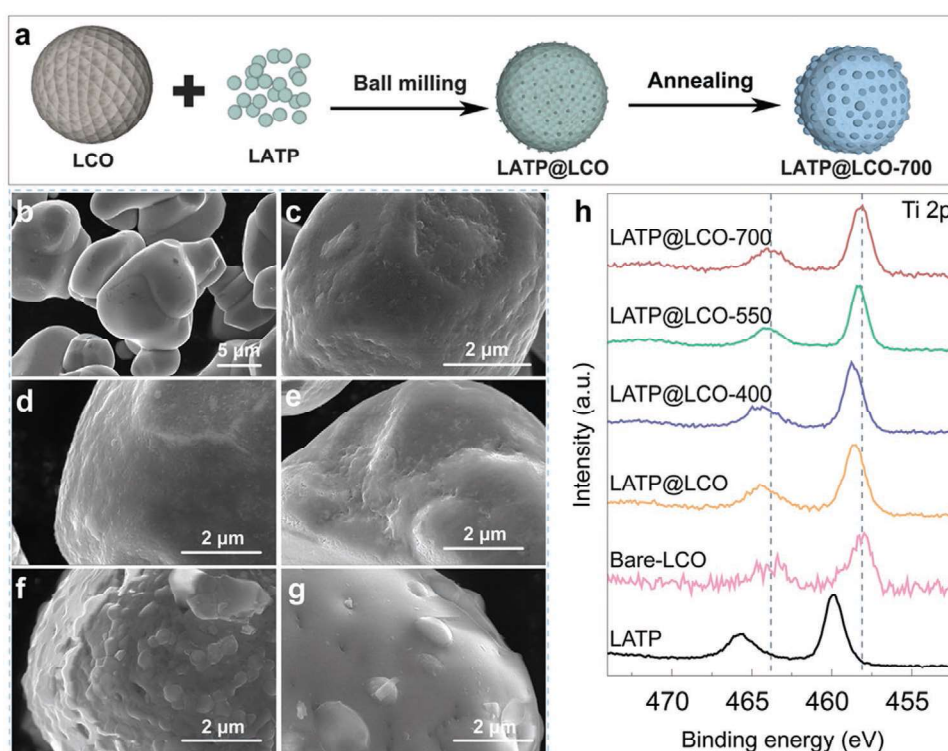 a
LCO
LATP
Ball milling
LATP@LCO
Annealing
LATP@LCO-700
b
5 µm
c
2 µm
d
2 µm
e
2 µm
f
2 µm
g
2 µm
h
Ti 2p
LATP@LCO-700
LATP@LCO-550
LATP@LCO-400
LATP@LCO
Bare-LCO
LATP
Intensity (a.u.)
470 465 460 455
Binding energy (eV)